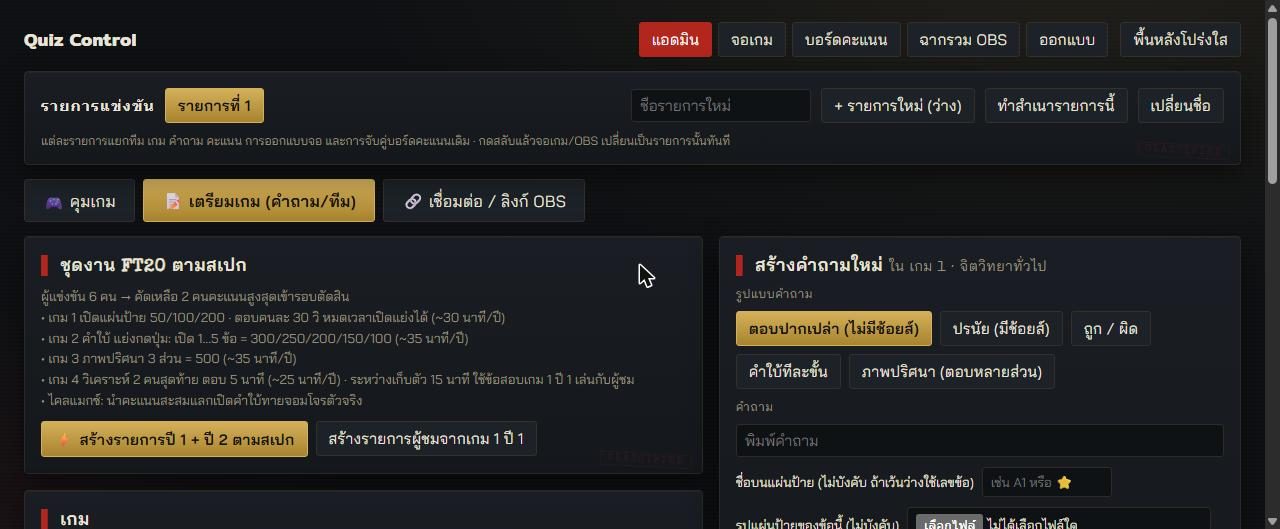 Quiz Control
แอดมิน จอเกม บอร์ดคะแนน ฉากรวม OBS ออกแบบ พื้นหลังโปร่งใส
รายการแข่งขัน รายการที่ 1 ชื่อรายการใหม่ + รายการใหม่ (ว่าง) ทำสำเนารายการนี้ เปลี่ยนชื่อ
แต่ละรายการแยกทีม เกม คำถาม คะแนน การออกแบบจอ และการจับคู่บอร์ดคะแนนเดิม · กดสลับแล้วจอเกม/OBS เปลี่ยนเป็นรายการนั้นทันที
🎮 คุมเกม 📝 เตรียมเกม (คำถาม/ทีม) 🔗 เชื่อมต่อ / ลิงก์ OBS
ชุดงาน FT20 ตามสเปก
ผู้แข่งขัน 6 คน → คัดเหลือ 2 คนคะแนนสูงสุดเข้ารอบตัดสิน
• เกม 1 เปิดแผ่นป้าย 50/100/200 · ตอบคนละ 30 วิ หมดเวลาเปิดแย่งได้ (~30 นาที/ปี)
• เกม 2 คำใบ้ แย่งกดปุ่ม: เปิด 1...5 ข้อ = 300/250/200/150/100 (~35 นาที/ปี)
• เกม 3 ภาพปริศนา 3 ส่วน = 500 (~35 นาที/ปี)
• เกม 4 วิเคราะห์ 2 คนสุดท้าย ตอบ 5 นาที (~25 นาที/ปี) · ระหว่างเก็บตัว 15 นาที ใช้ข้อสอบเกม 1 ปี 1 เล่นกับผู้ชม
• ไคลแมกซ์: นำคะแนนสะสมแลกเปิดคำใบ้ทายจอมโจรตัวจริง
สร้างรายการปี 1 + ปี 2 ตามสเปก สร้างรายการผู้ชมจากเกม 1 ปี 1
เกม
สร้างคำถามใหม่ ใน เกม 1 · จิตวิทยาทั่วไป
รูปแบบคำถาม
ตอบปากเปล่า (ไม่มีช้อยส์) ปรนัย (มีช้อยส์) ถูก / ผิด
คำใบ้ทีละขั้น ภาพปริศนา (ตอบหลายส่วน)
คำถาม
พิมพ์คำถาม
ชื่อบนแผ่นป้าย (ไม่บังคับ ถ้าเว้นว่างใช้เลขข้อ) เช่น A1 หรือ ⭐
รูปแผ่นป้ายของข้อนี้ (ไม่บังคับ) เลือกไฟล์ ไม่ได้เลือกไฟล์ใด